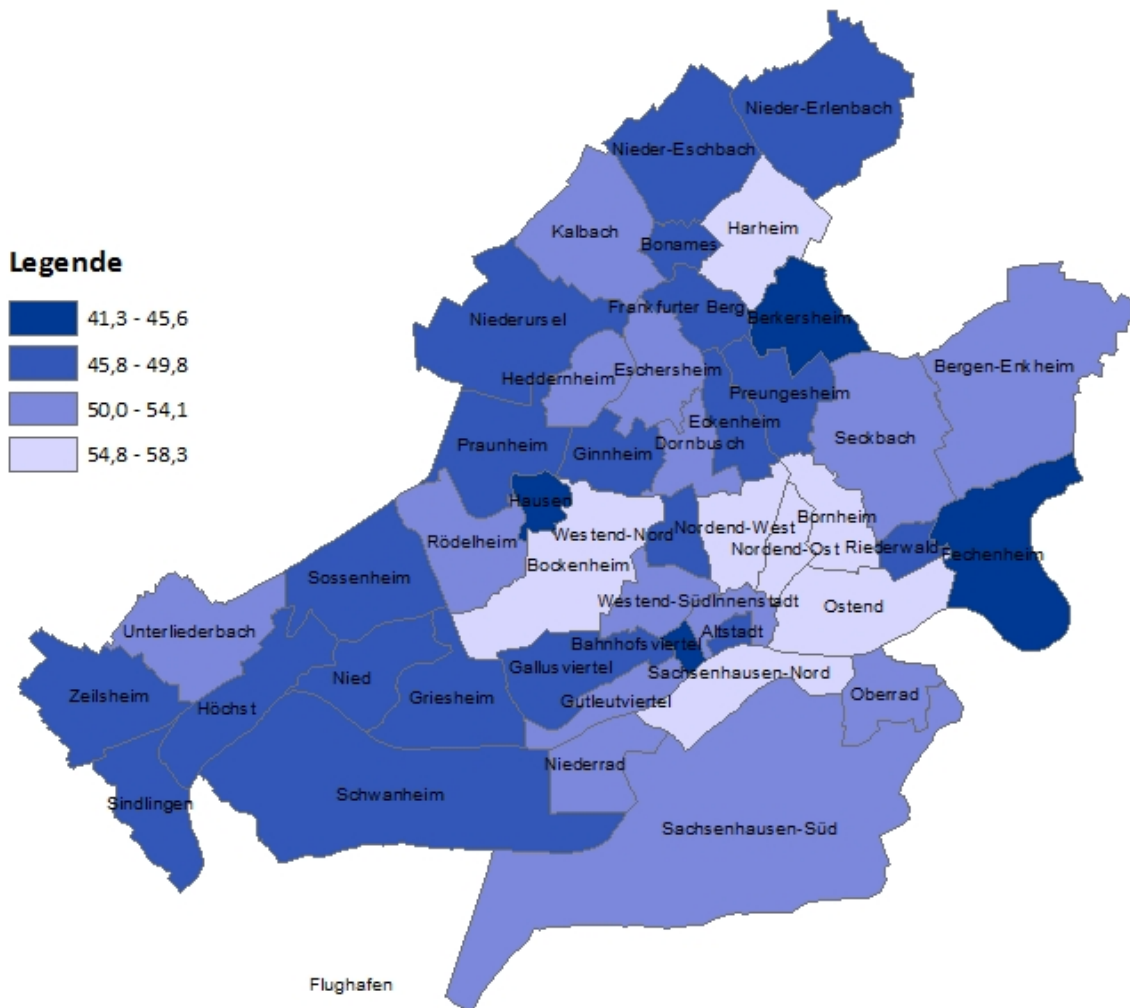 Nieder-Erlenbach
Nieder-Eschbach
Harheim
Kalbach
Bonames
Legende
41,3 - 45,6
45,8 - 49,8
50,0 - 54,1
54,8 - 58,3
Frankfurter Berg
Niederursel
Berkersheim
Bergen-Enkheim
Eschersheim
Heddernheim
Preungesheim
Eckenheim
Seckbach
Dornbusch
Praunheim
Ginnheim
Hausen
Bornheim
Westend-Nord
Nordend-West
Rödelheim
Nordend-Ost
Riederwald
Fechenheim
Bockenheim
Sossenheim
Westend-Süd
Innenstadt
Ostend
Unterliederbach
Altstadt
Bahnhofsviertel
Gallusviertel
Sachsenhausen-Nord
Nied
Zeilsheim
Höchst
Griesheim
Gutleutviertel
Oberrad
Niederrad
Schwanheim
Sindlingen
Sachsenhausen-Süd
Flughafen